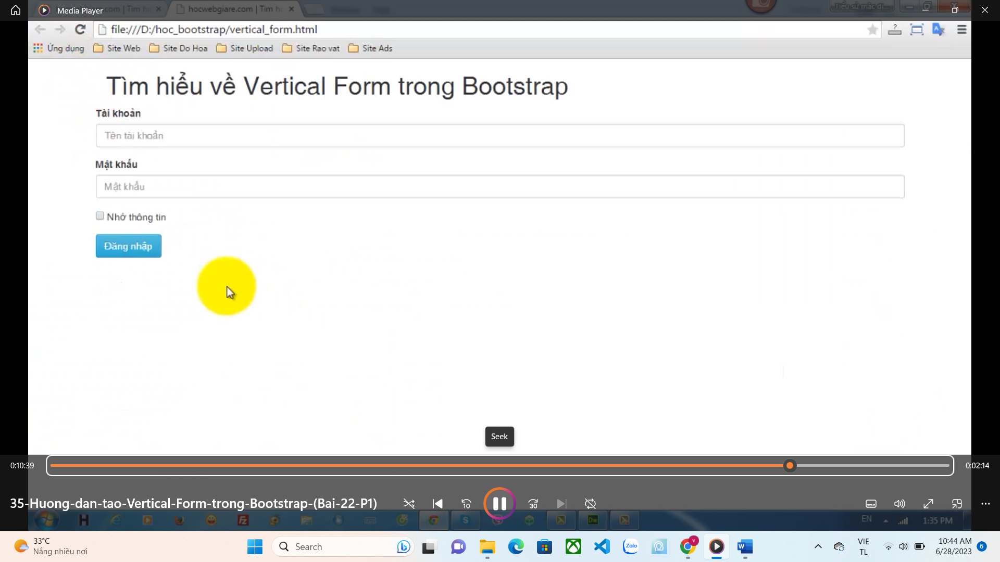 Media Player
hocwebgiare.com | Tìm h
file:///D:/hoc_bootstrap/vertical_form.html
Ứng dụng Site Web Site Do Hoa Site Upload Site Rao vat Site Ads
Tìm hiểu về Vertical Form trong Bootstrap
Tài khoản
Tên tài khoản
Mật khẩu
Mật khẩu
Nhớ thông tin
Đăng nhập
Seek
0:10:39
0:02:14
35-Huong-dan-tao-Vertical-Form-trong-Bootstrap-(Bai-22-P1)
10
30
EN
1:35 PM
33°C
Nắng nhiều nơi
Search
Zalo
V
VIE
TL
10:44 AM
6/28/2023
6